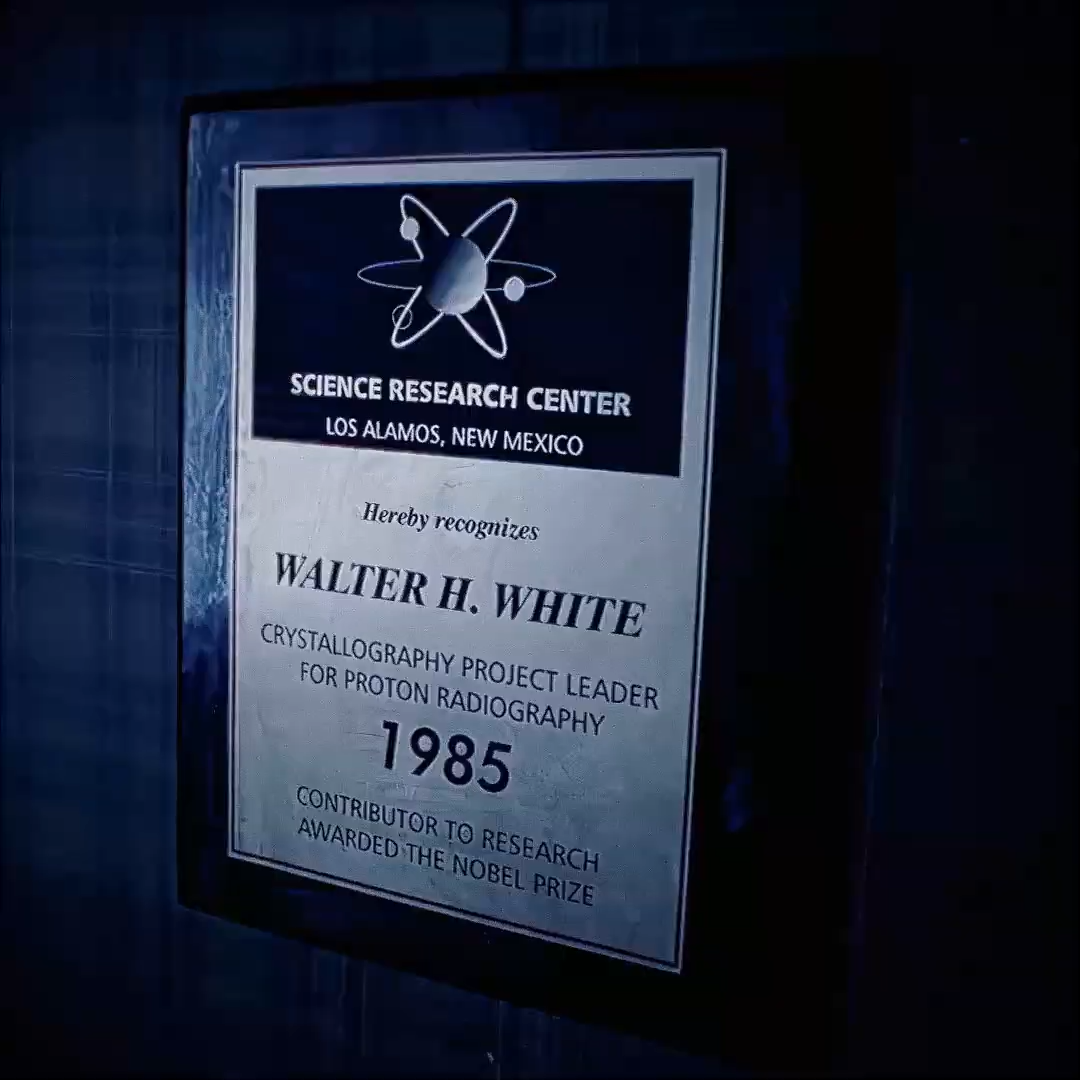 SCIENCE RESEARCH CENTER
LOS ALAMOS, NEW MEXICO
Hereby recognizes
WALTER H. WHITE
CRYSTALLOGRAPHY PROJECT LEADER
FOR PROTON RADIOGRAPHY
1985
CONTRIBUTOR TO RESEARCH
AWARDED THE NOBEL PRIZE